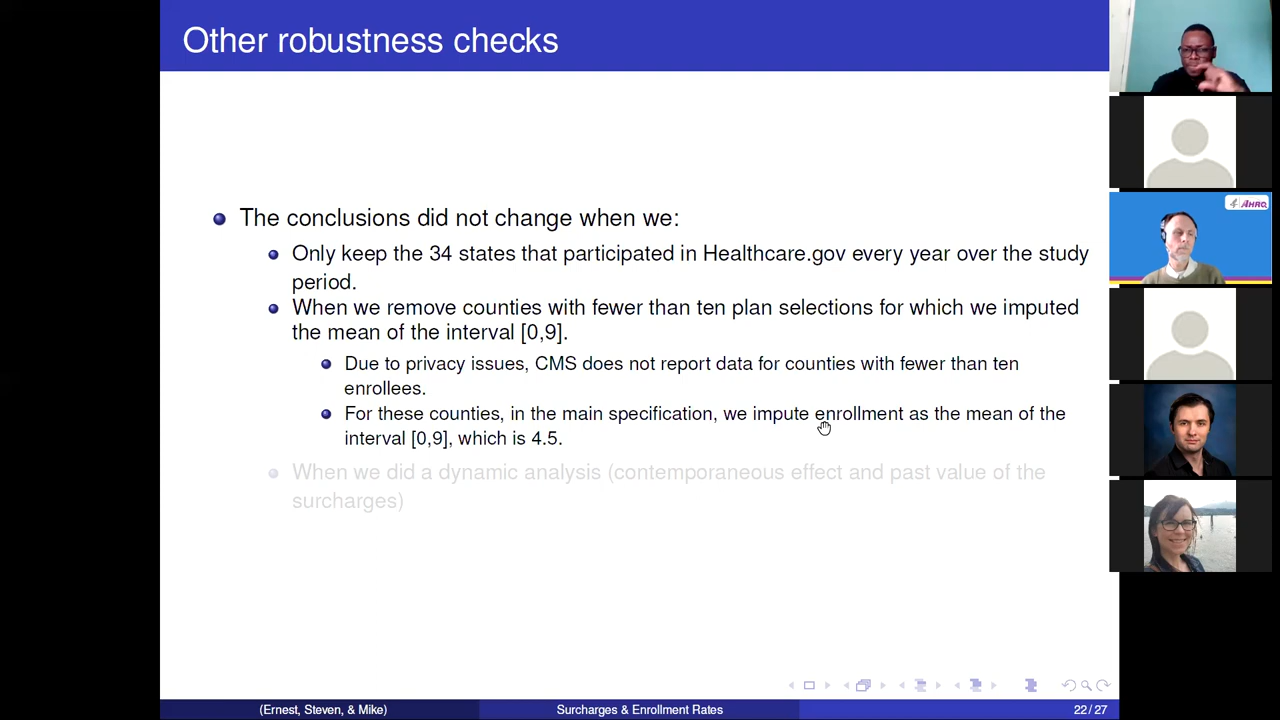 Other robustness checks
The conclusions did not change when we:
Only keep the 34 states that participated in Healthcare.gov every year over the study
period.
When we remove counties with fewer than ten plan selections for which we imputed
the mean of the interval [0,9].
Due to privacy issues, CMS does not report data for counties with fewer than ten
enrollees.
For these counties, in the main specification, we impute enrollment as the mean of the
interval [0,9], which is 4.5.
When we did a dynamic analysis (contemporaneous effect and past value of the
surcharges)
(Ernest, Steven, & Mike)
Surcharges & Enrollment Rates
22 / 27
AHRQ